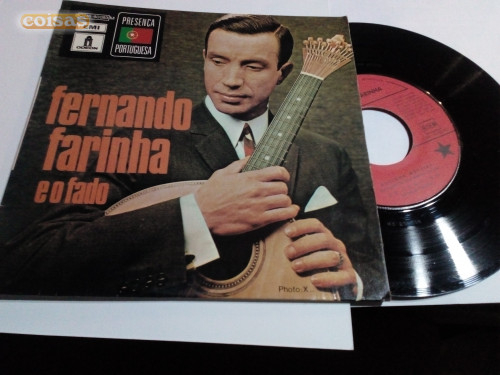 coisas
EMI
ODEON
PRESENÇA
PORTUGUESA
fernando
farinha
e o fado
Photo: X